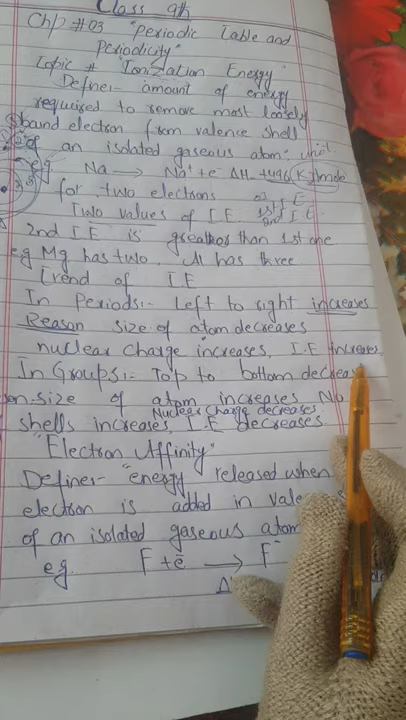 Class 9th
Chp #03 "Periodic Table and
Periodicity"
Topic # "Ionization Energy"
Define:- amount of energy
required to remove most loosely
bound electron from valence shell
of an isolated gaseous atom. unit
eg Na → Na⁺ + e⁻ ΔH = +496 KJ/mole
for two electrons 1st I E
Two values of I E. 2nd I E
2nd I E is greater than 1st one
eg Mg has two. Al has three
Trend of I E
In Periods:- Left to right increases
Reason size of atom decreases
nuclear charge increases, I.E increases
In Groups:- Top to bottom decrease
size of atom increases No
Nuclear charge decreases
shells increases, I.E decreases
"Electron Affinity"
Define:- "energy released when
electron is added in
of an isolated gaseous atom
eg. F + e⁻ → F⁻